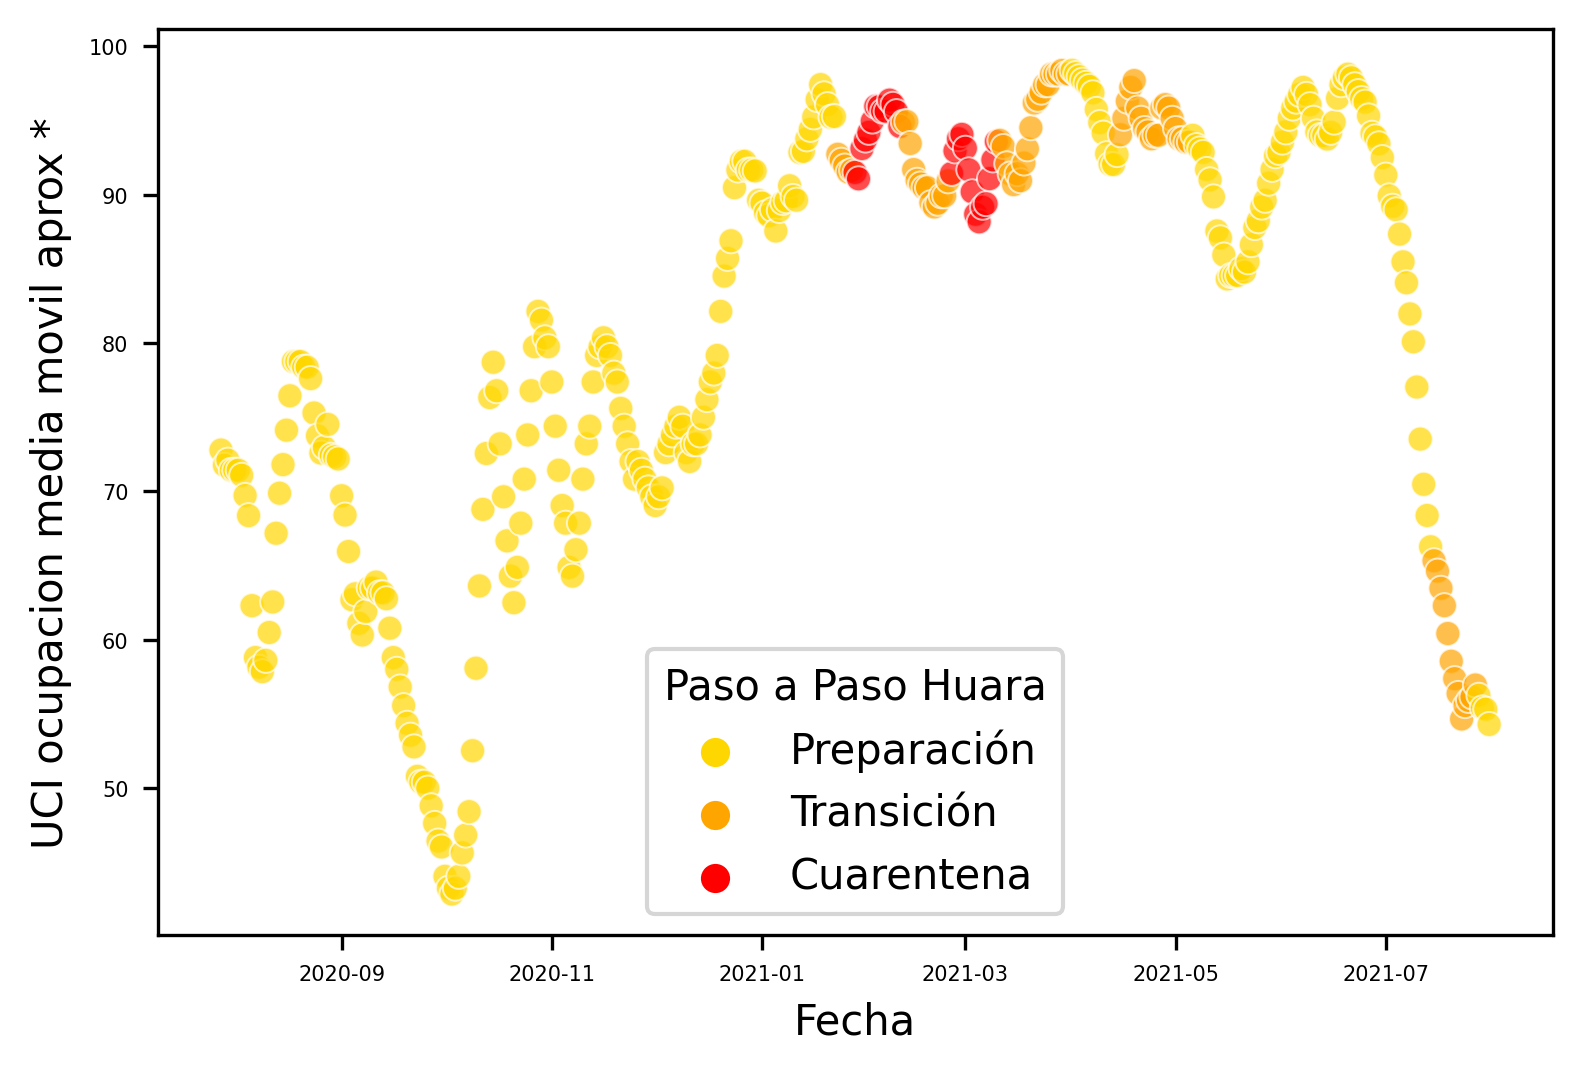 UCI ocupacion media movil aprox *
100
90
80
70
60
50
Paso a Paso Huara
Preparación
Transición
Cuarentena
2020-09 2020-11 2021-01 2021-03 2021-05 2021-07
Fecha